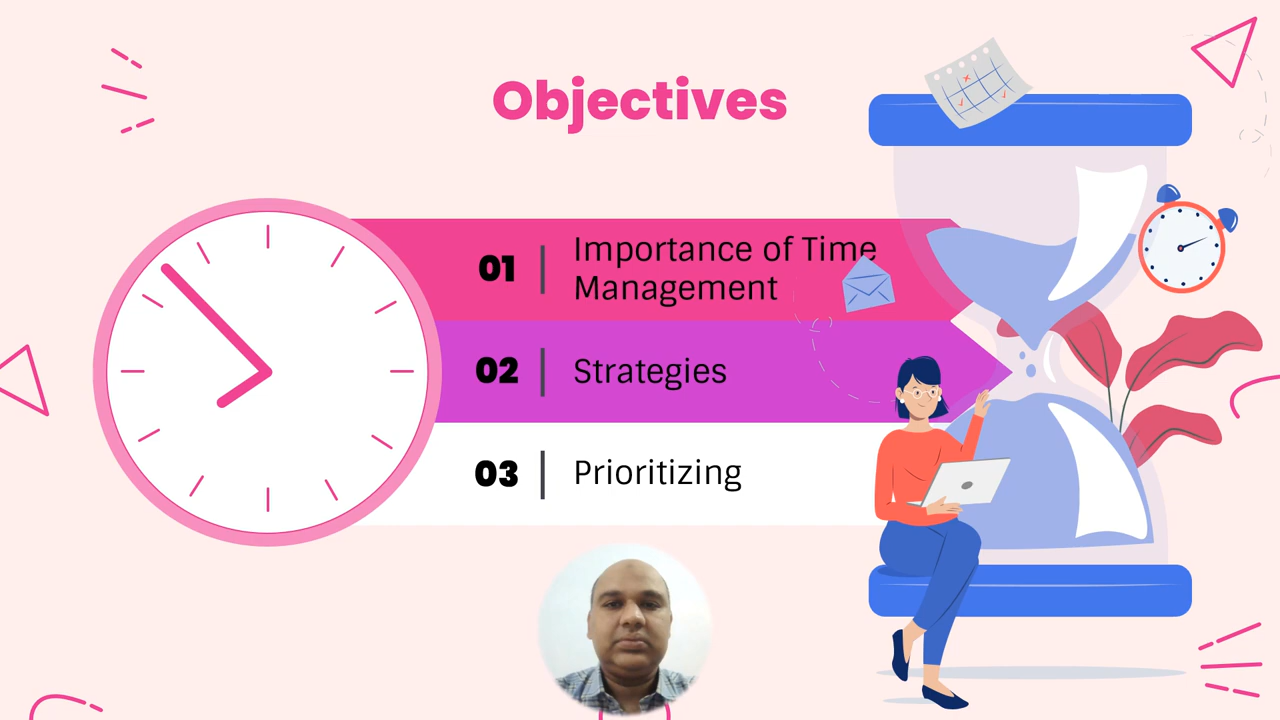 Objectives
01
Importance of Time
Management
02
Strategies
03
Prioritizing